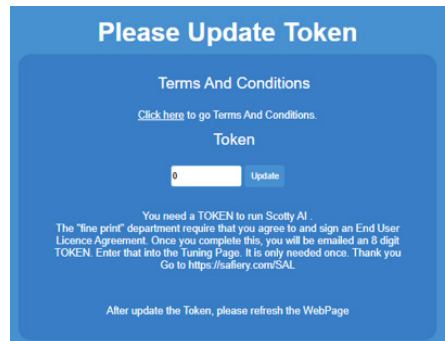 Please Update Token
Terms And Conditions
Click here to go Terms And Conditions.
Token
0
Update
You need a TOKEN to run Scotty AI .
The "fine print" department require that you agree to and sign an End User
Licence Agreement. Once you complete this, you will be emailed an 8 digit
TOKEN. Enter that into the Tuning Page. It is only needed once. Thank you
Go to https://safiery.com/SAL
After update the Token, please refresh the WebPage